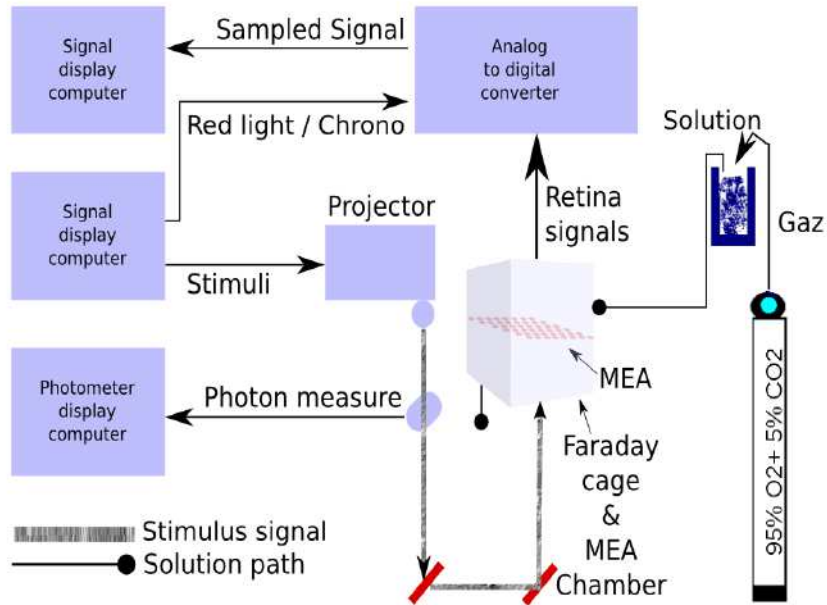 Signal
display
computer
Sampled Signal
Analog
to digital
converter
Red light / Chrono
Solution
Signal
display
computer
Projector
Retina
signals
Gaz
Stimuli
MEA
Photometer
display
computer
Photon measure
Faraday
cage
&
MEA
Chamber
95% O2+ 5% CO2
Stimulus signal
Solution path